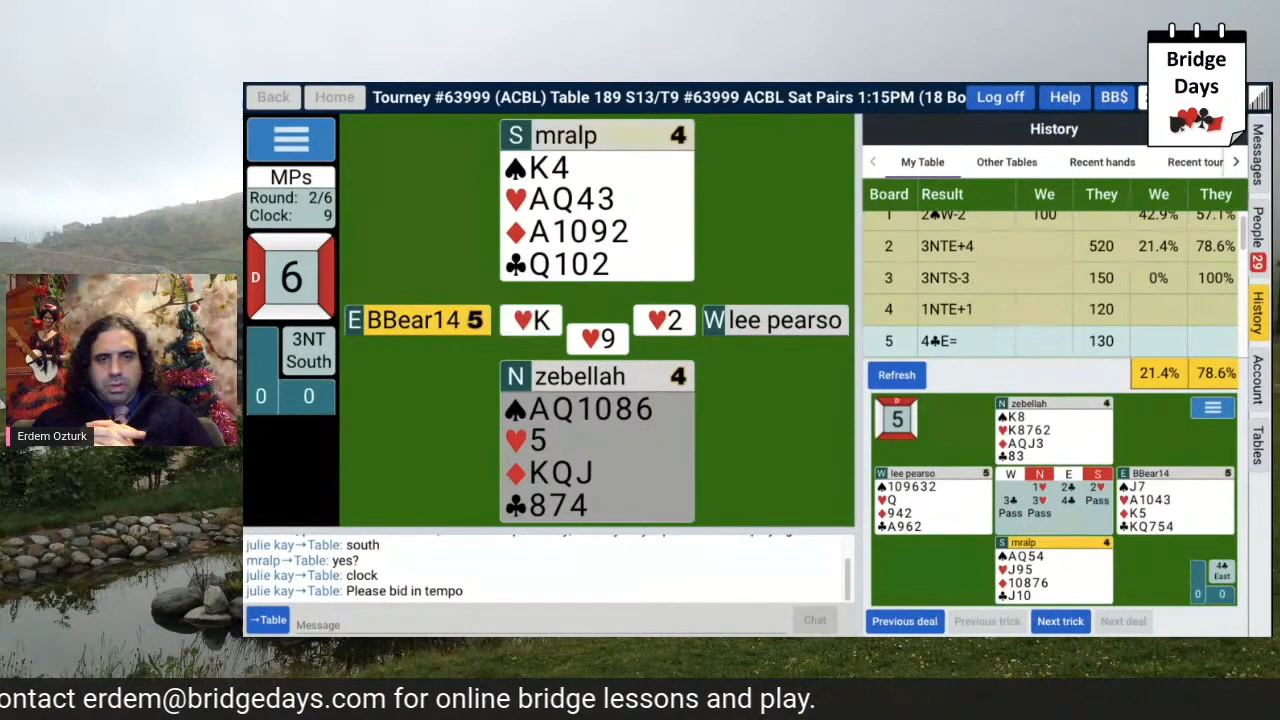 Bridge
Days
Back Home Tourney #63999 (ACBL) Table 189 S13/T9 #63999 ACBL Sat Pairs 1:15PM (18 Bo Log off Help BB$
MPs
Round: 2/6
Clock: 9
D 6
3NT
South
0 0
S mralp 4
♠K4
♥AQ43
♦A1092
♣Q102
E BBear14 5 ♥K ♥9 ♥2 W lee pearso
N zebellah 4
♠AQ1086
♥5
♦KQJ
♣874
julie kay→Table: south
mralp→Table: yes?
julie kay→Table: clock
julie kay→Table: Please bid in tempo
→Table Message Chat
History
< My Table Other Tables Recent hands Recent tour >
Board Result We They We They
1 2♠W-2 100 42.9% 57.1%
2 3NTE+4 520 21.4% 78.6%
3 3NTS-3 150 0% 100%
4 1NTE+1 120
5 4♣E= 130
Refresh 21.4% 78.6%
D 5
N zebellah 4
♠K8
♥K8762
♦AQJ3
♣83
W lee pearso 5
♠109632
♥Q
♦942
♣A962
W N E S
1♥ 2♣ 2♥
3♣ 3♥ 4♣ Pass
Pass Pass
E BBear14 5
♠J7
♥A1043
♦K5
♣KQ754
S mralp 4
♠AQ54
♥J95
♦10876
♣J10
4♣
East
0 0
Previous deal Previous trick Next trick Next deal
Messages
People 29
History
Account
Tables
Erdem Ozturk
ontact erdem@bridgedays.com for online bridge lessons and play.